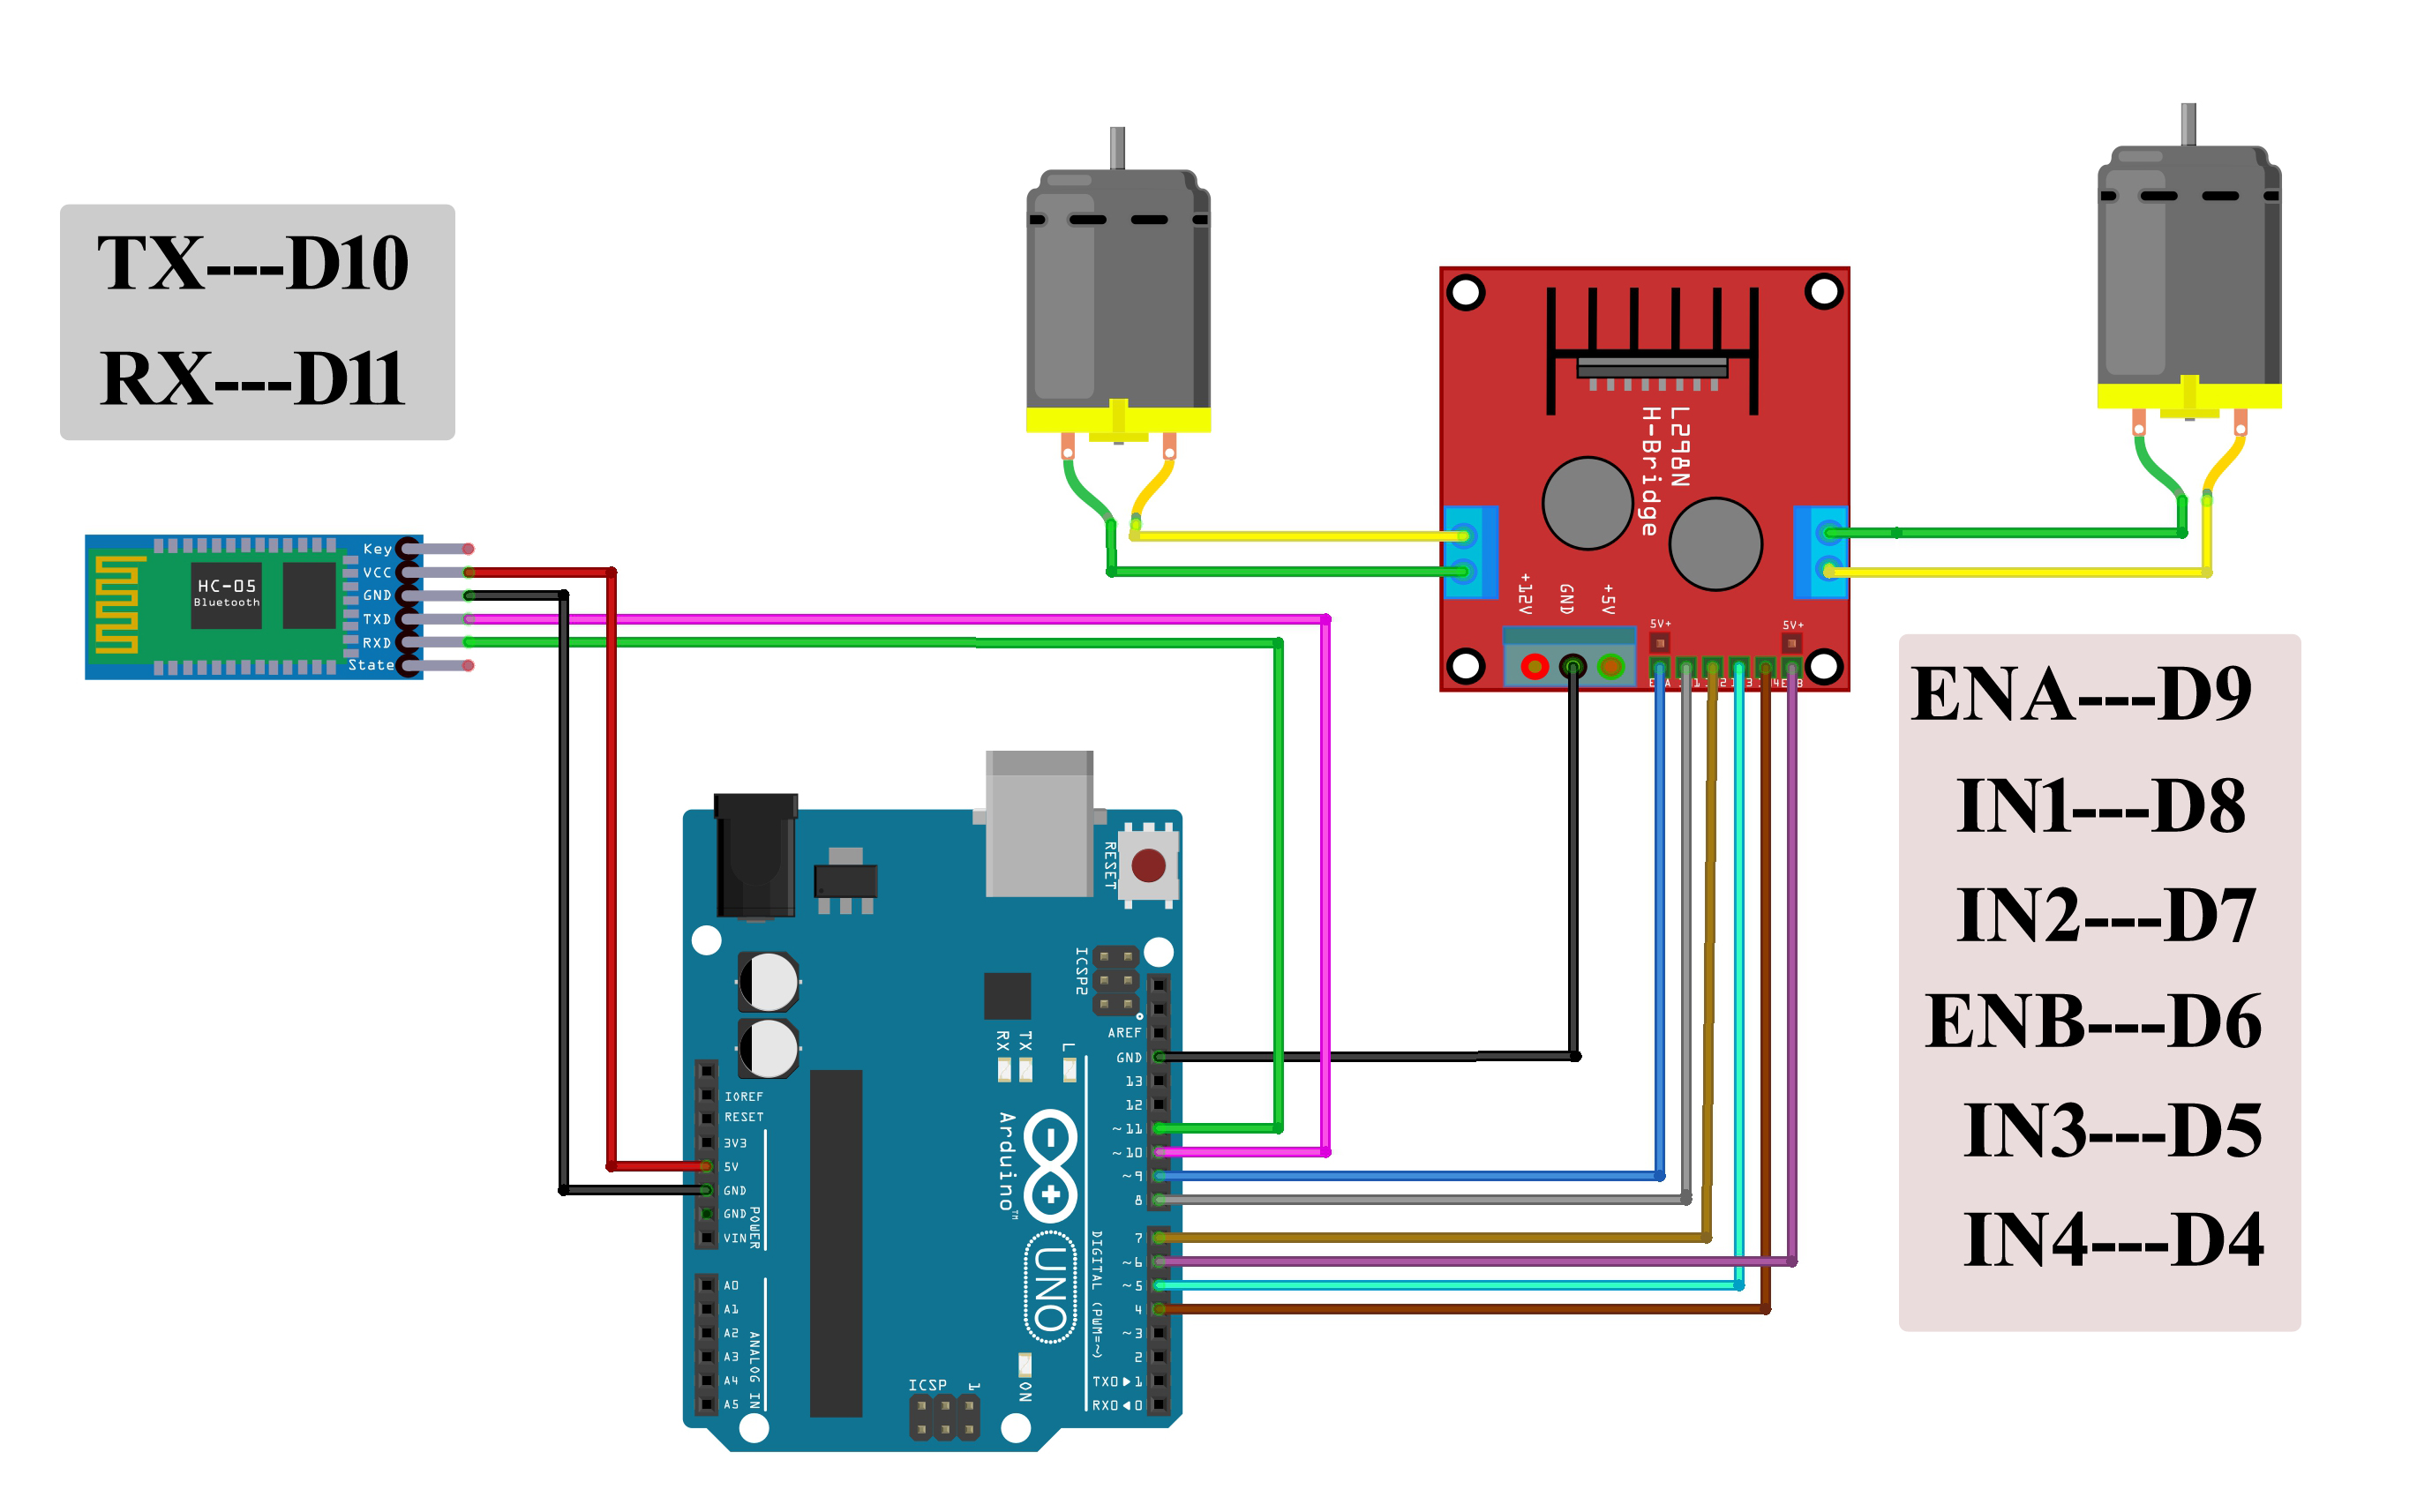 TX---D10
RX---D11
HC-05
Bluetooth
Key
VCC
GND
TXD
RXD
State
L298N
H-Bridge
+12V
GND
+5V
5V+
5V+
ENA---D9
IN1---D8
IN2---D7
ENB---D6
IN3---D5
IN4---D4
RESET
ICSP2
AREF
GND
13
12
~11
~10
~9
8
7
~6
~5
4
~3
2
TX0▶1
RX0◀0
RX
TX
L
IOREF
RESET
3V3
5V
GND
GND
VIN
POWER
A0
A1
A2
A3
A4
A5
ANALOG IN
Arduino™
UNO
DIGITAL (PWM=~)
ICSP
1
ON